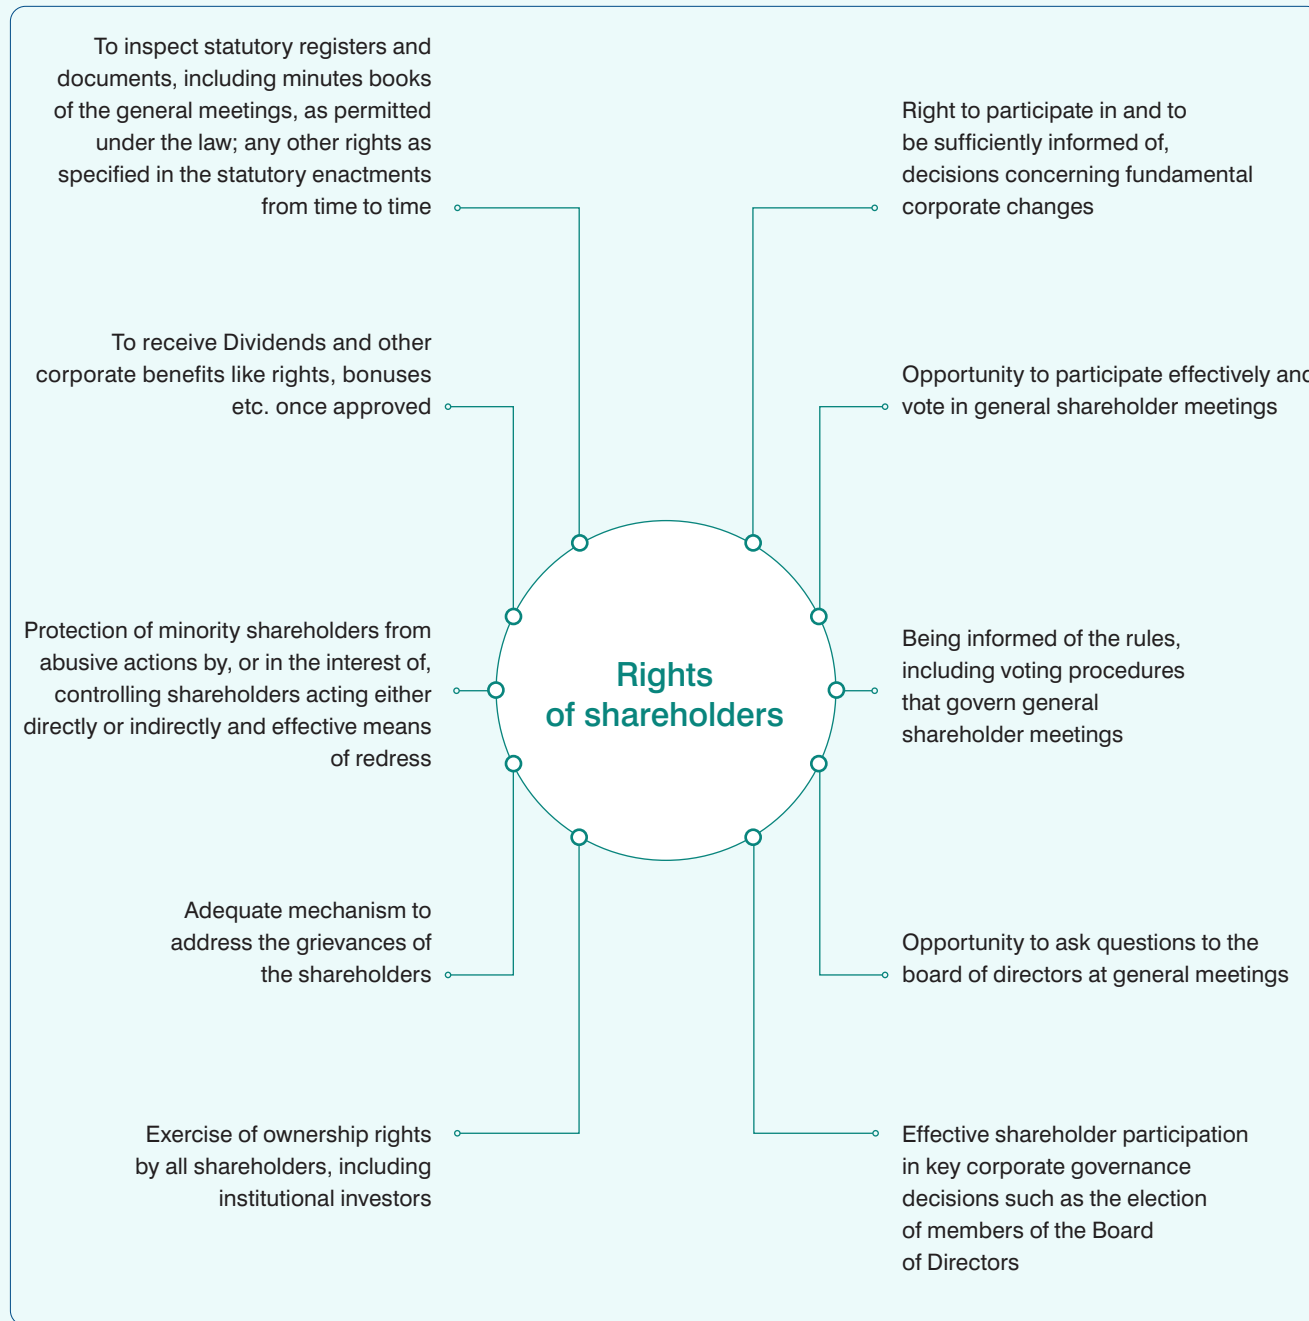 To inspect statutory registers and
documents, including minutes books
of the general meetings, as permitted
under the law; any other rights as
specified in the statutory enactments
from time to time
To receive Dividends and other
corporate benefits like rights, bonuses
etc. once approved
Protection of minority shareholders from
abusive actions by, or in the interest of,
controlling shareholders acting either
directly or indirectly and effective means
of redress
Adequate mechanism to
address the grievances of
the shareholders
Exercise of ownership rights
by all shareholders, including
institutional investors
Rights
of shareholders
Right to participate in and to
be sufficiently informed of,
decisions concerning fundamental
corporate changes
Opportunity to participate effectively and
vote in general shareholder meetings
Being informed of the rules,
including voting procedures
that govern general
shareholder meetings
Opportunity to ask questions to the
board of directors at general meetings
Effective shareholder participation
in key corporate governance
decisions such as the election
of members of the Board
of Directors